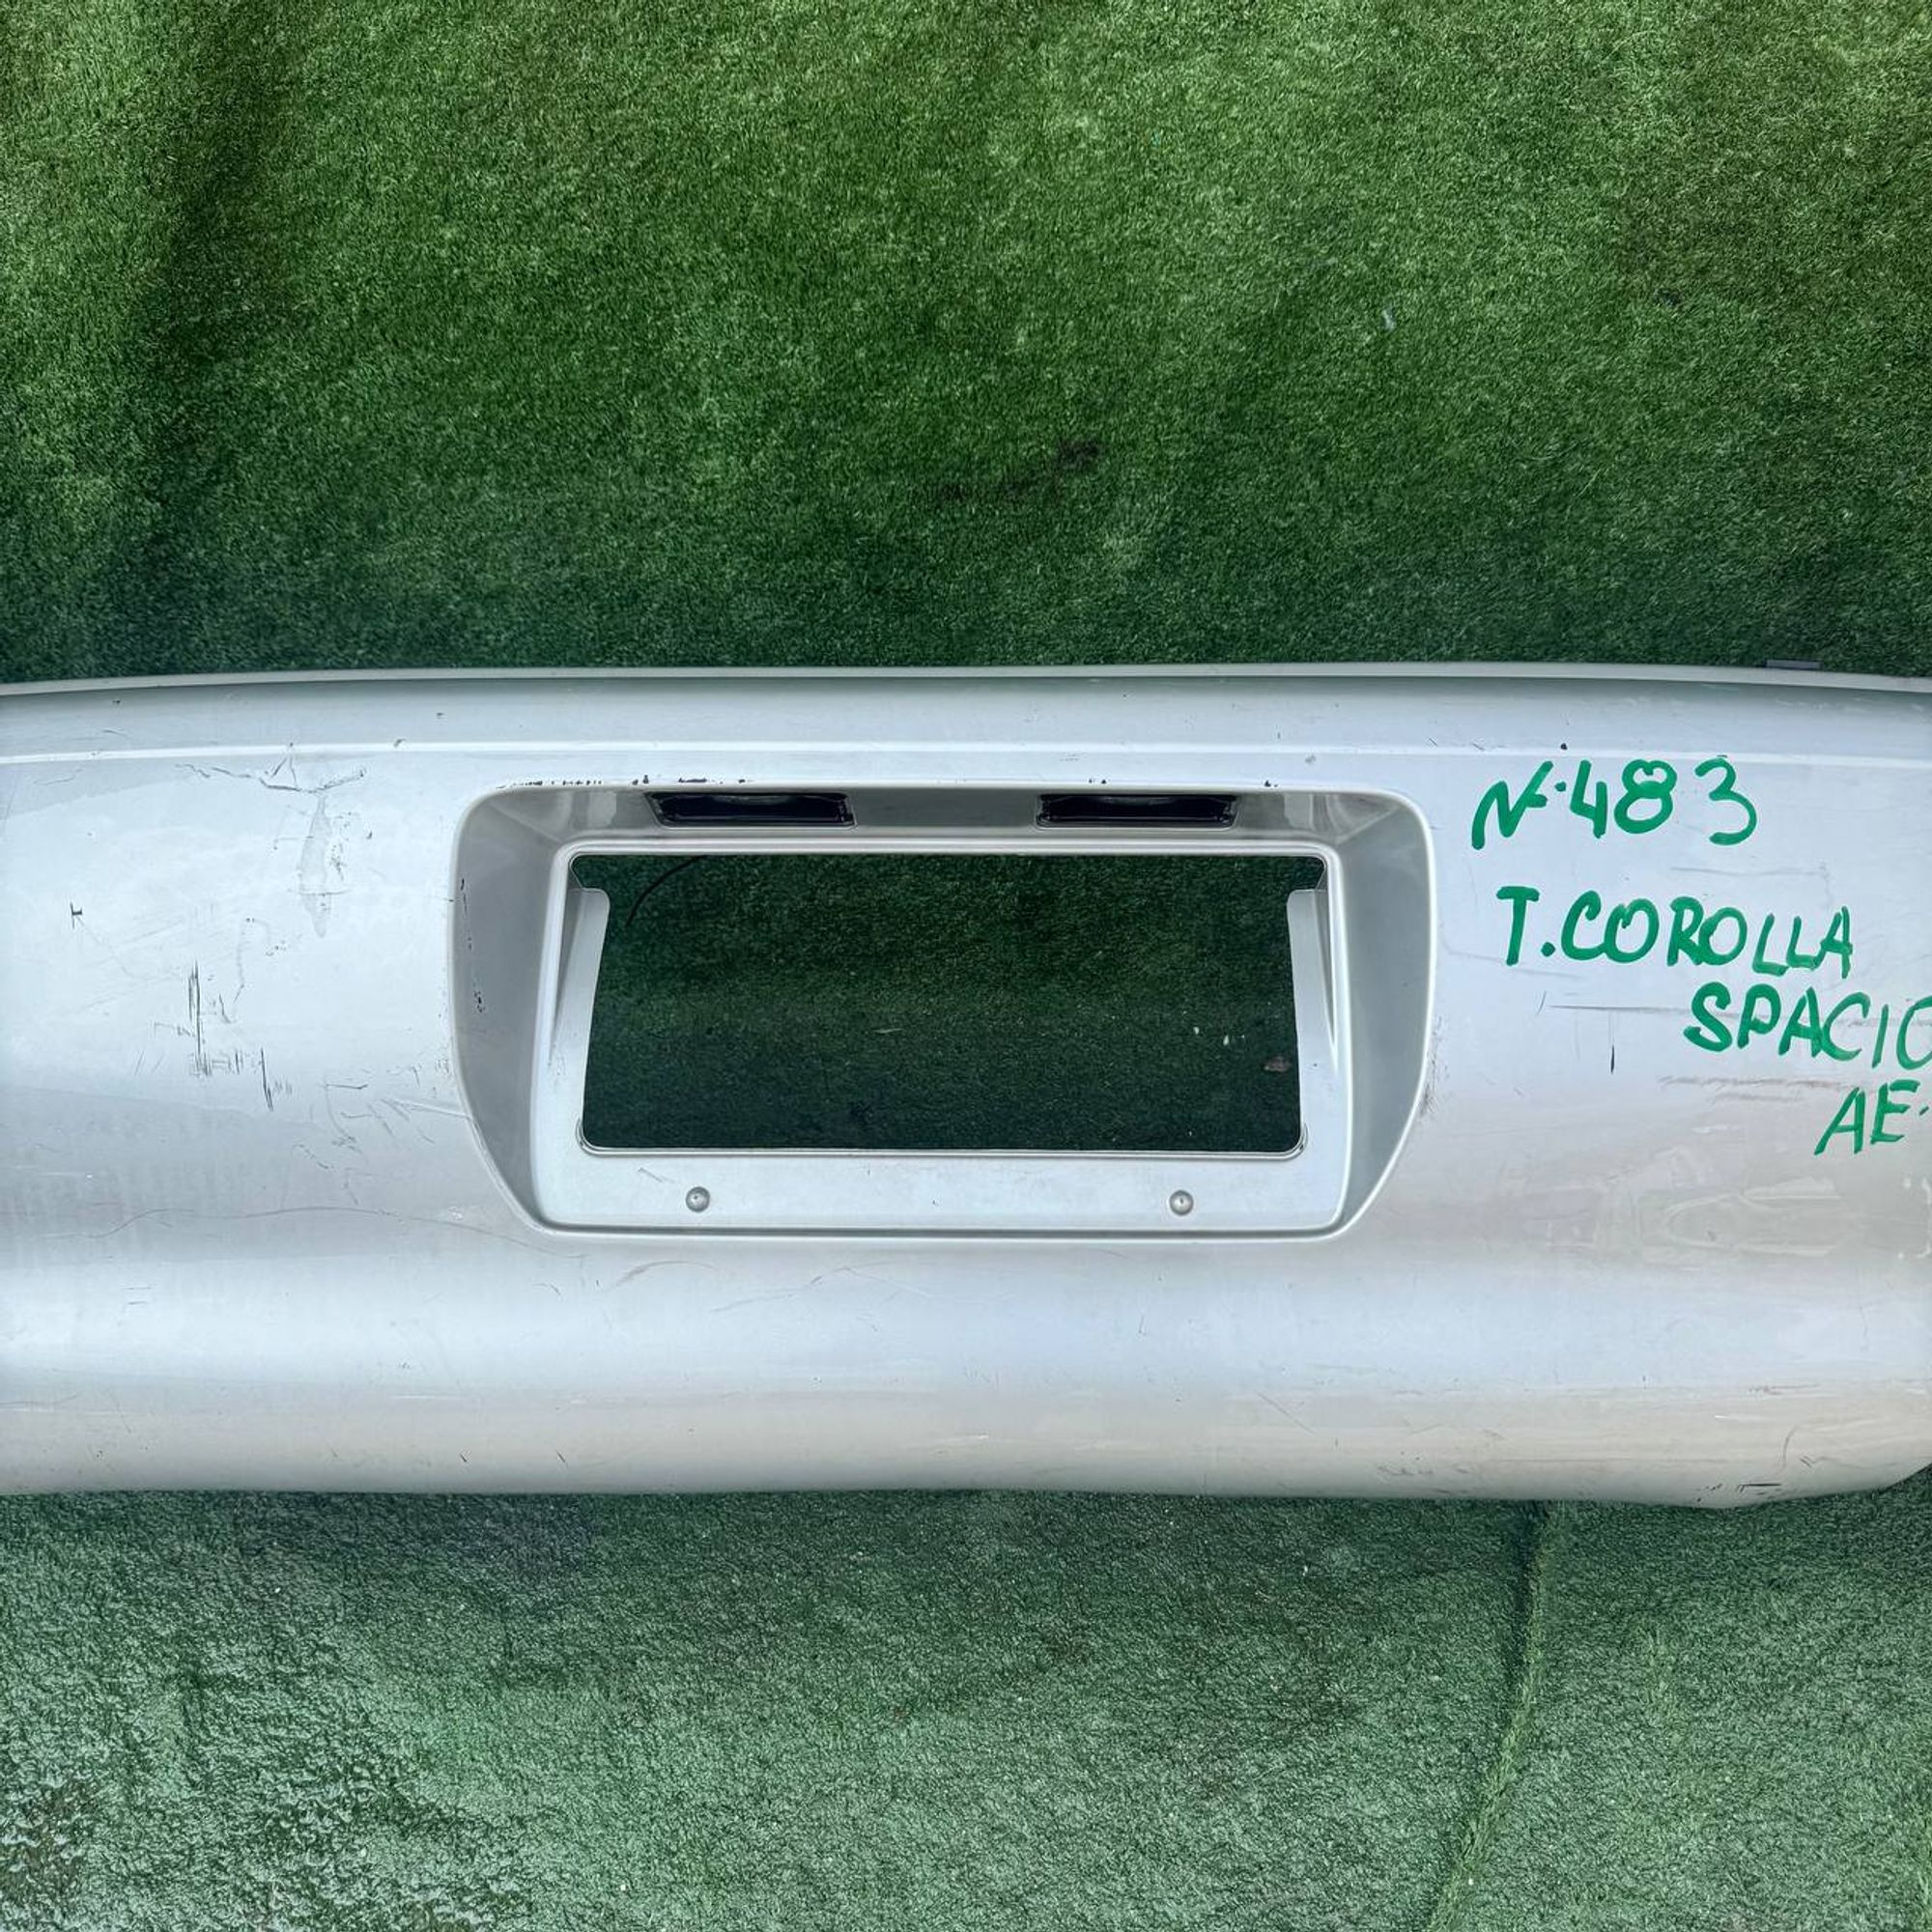 N-483
T.COROLLA
SPACIO
AE-